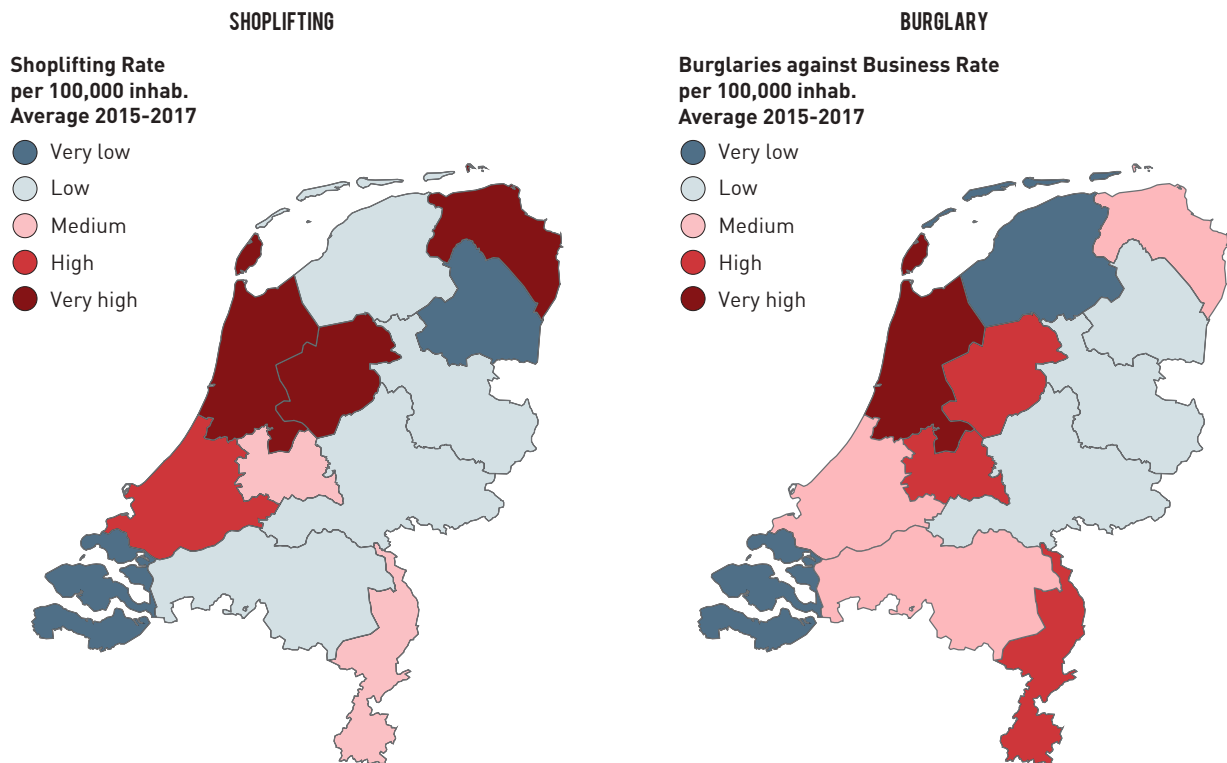 SHOPLIFTING
Shoplifting Rate
per 100,000 inhab.
Average 2015-2017
Very low
Low
Medium
High
Very high
BURGLARY
Burglaries against Business Rate
per 100,000 inhab.
Average 2015-2017
Very low
Low
Medium
High
Very high